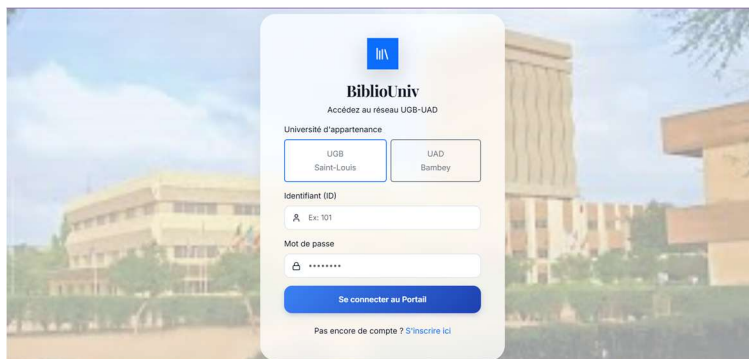 BiblioUniv
Accédez au réseau UGB-UAD
Université d'appartenance
UGB
Saint-Louis
UAD
Bambey
Identifiant (ID)
Ex: 101
Mot de passe
••••••••
Se connecter au Portail
Pas encore de compte ? S'inscrire ici